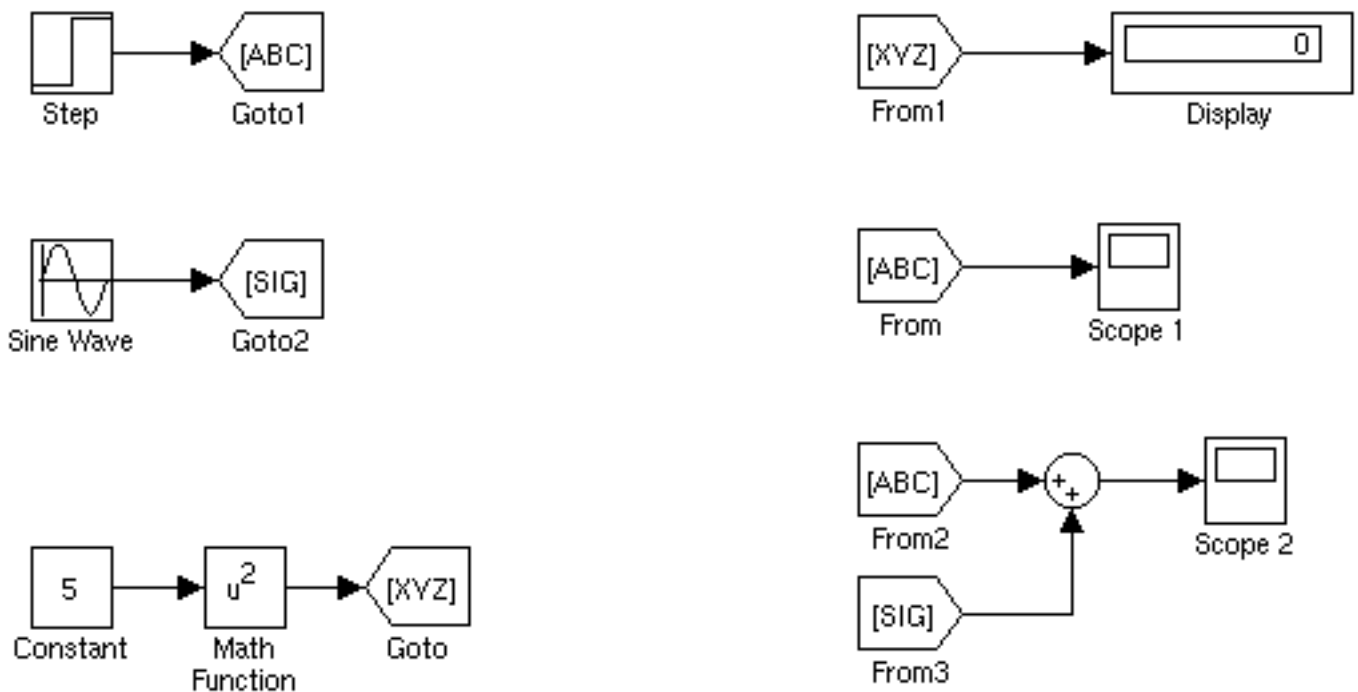 [ABC]
Step
Goto1
[XYZ]
0
From1
Display
[SIG]
Sine Wave
Goto2
[ABC]
From
Scope 1
[ABC]
++
From2
Scope 2
5
u2
[XYZ]
Constant
Math
Function
Goto
[SIG]
From3